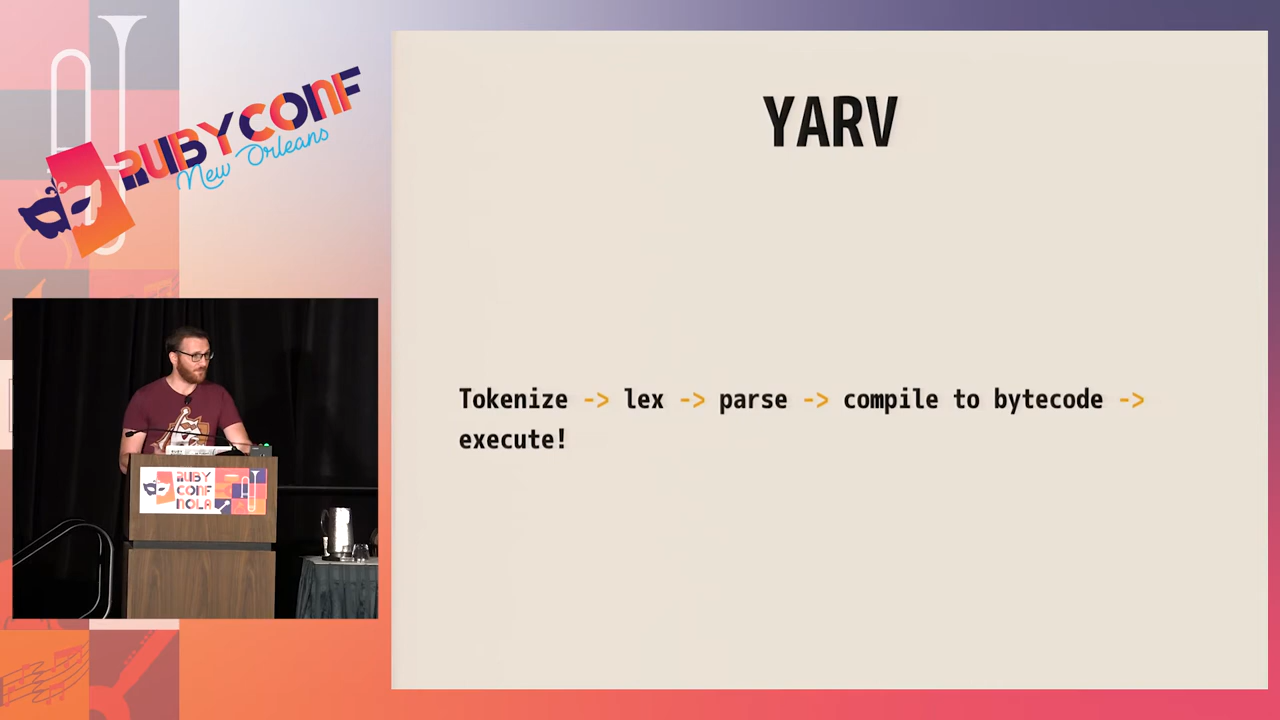 RUBYCONF
New Orleans
YARV
Tokenize -> lex -> parse -> compile to bytecode ->
execute!
RUBY
CONF
NOLA